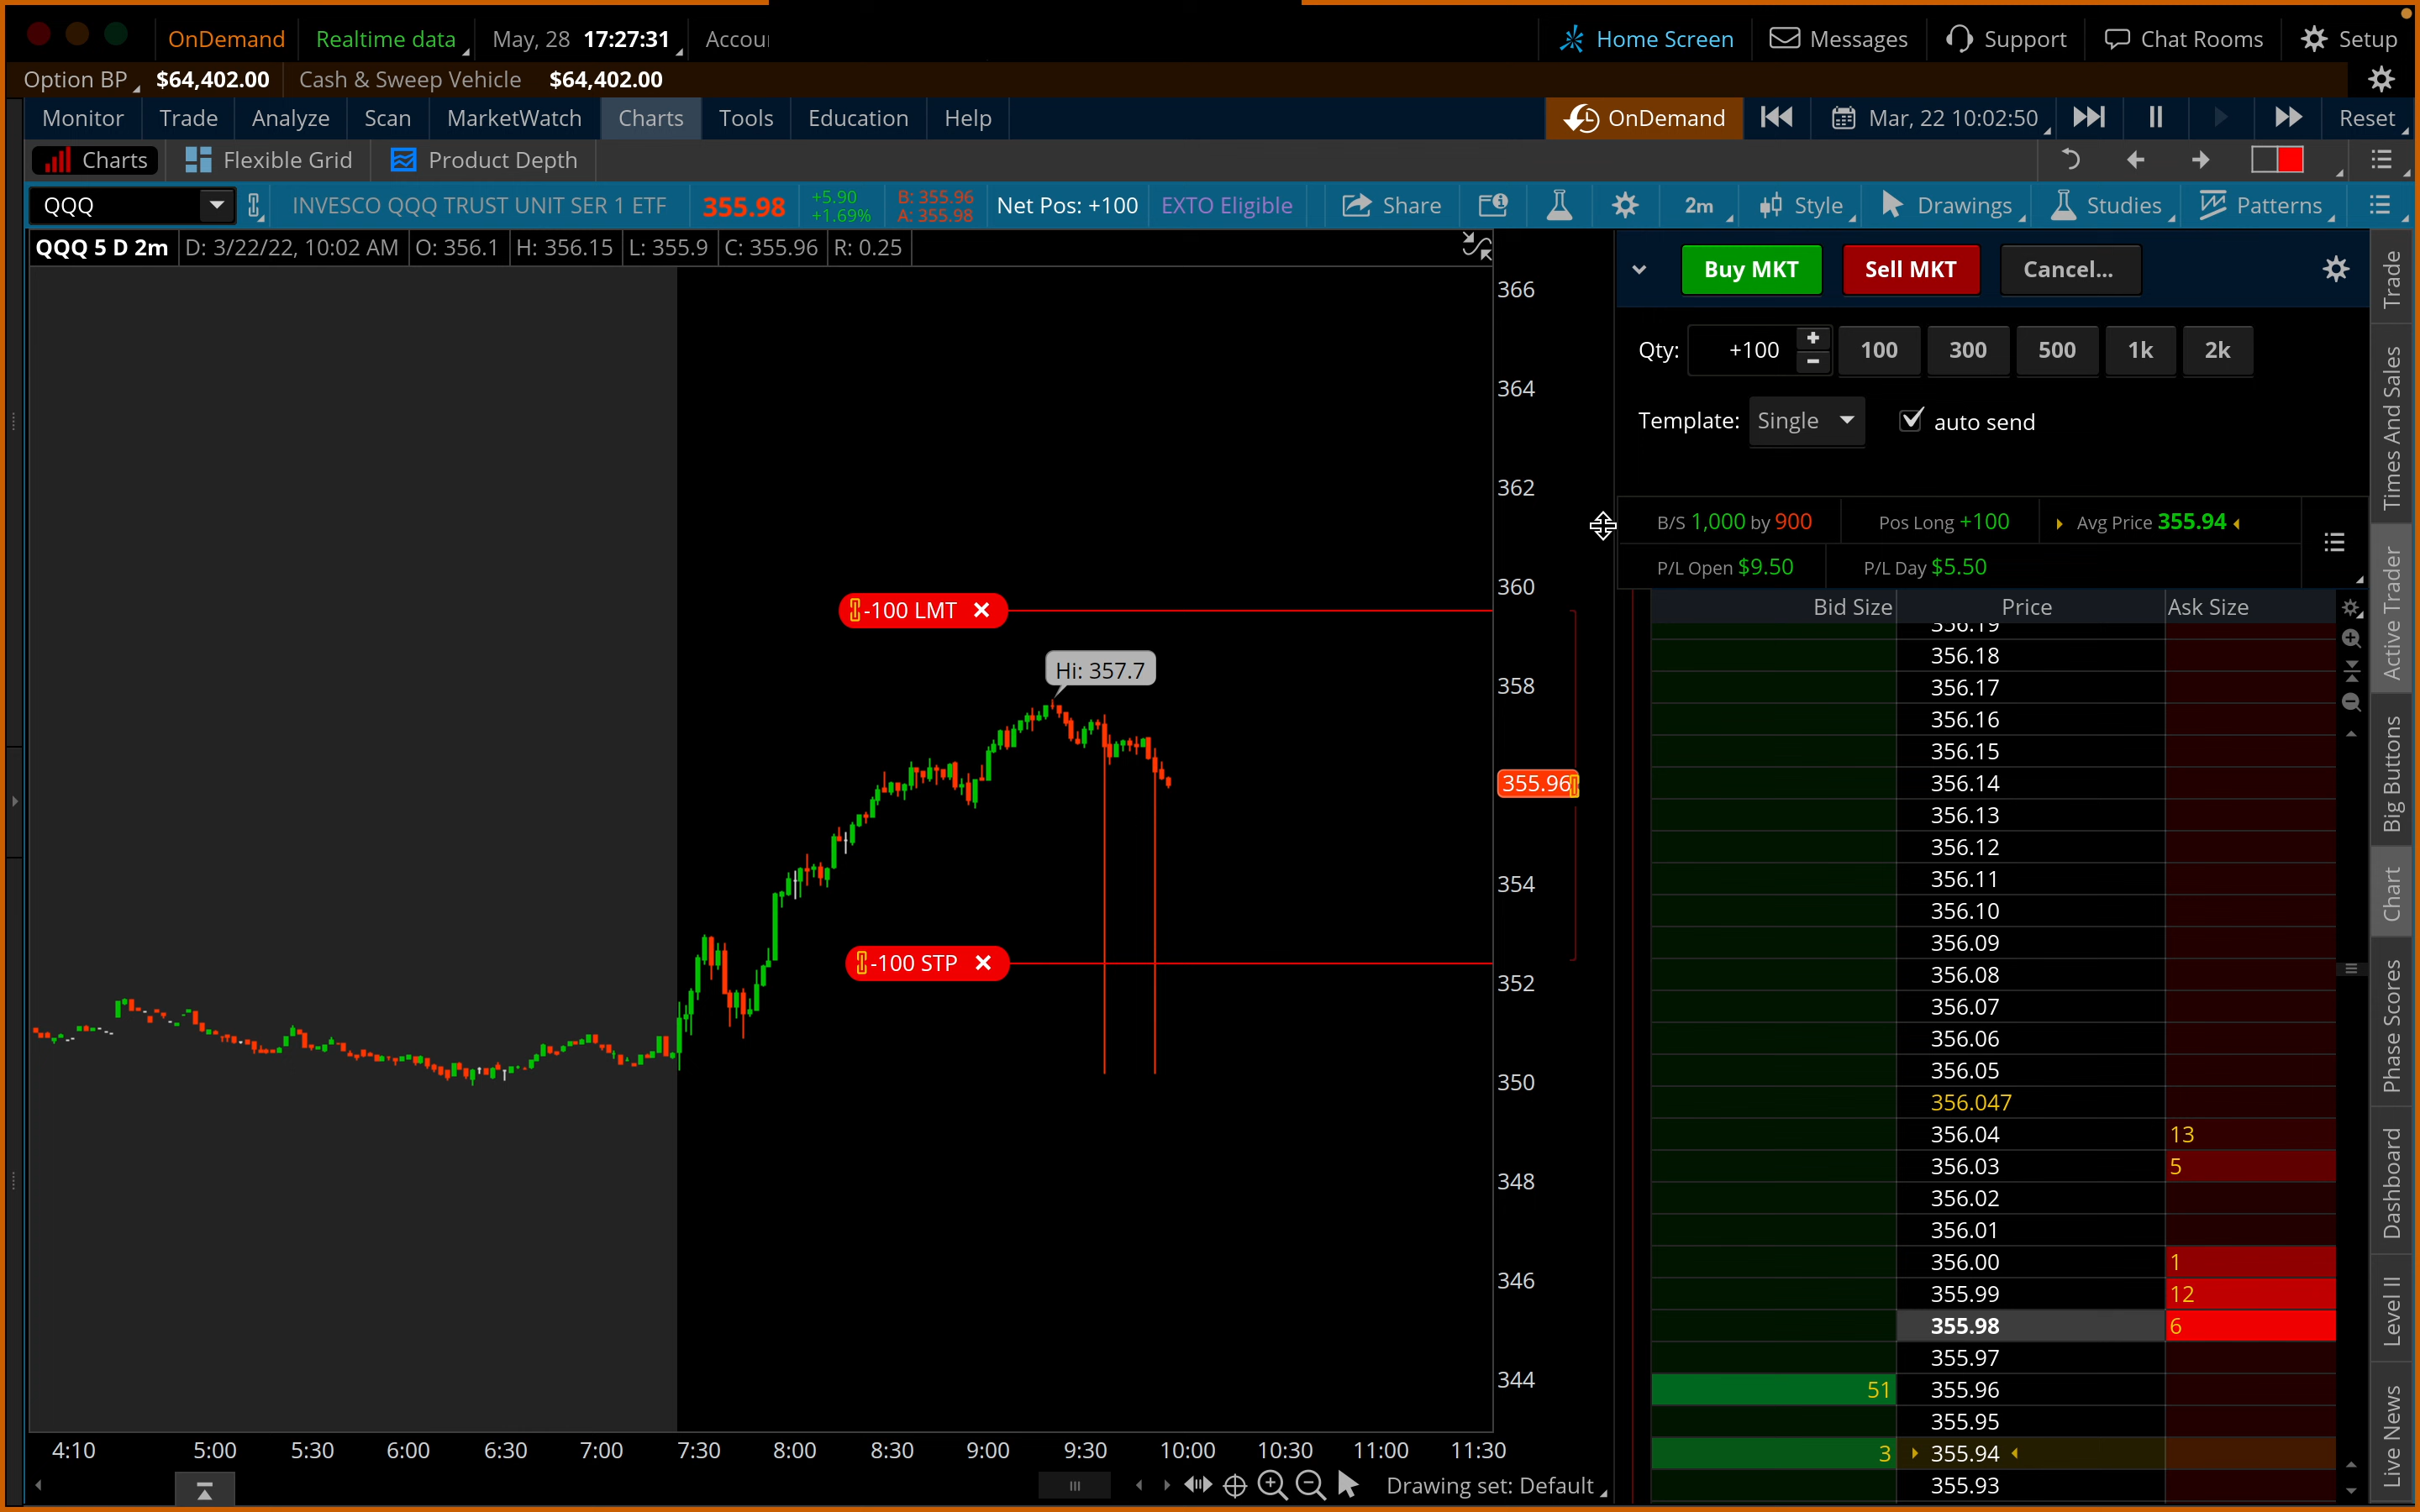 OnDemand Realtime data May, 28 17:27:31 Accou Home Screen Messages Support Chat Rooms Setup
Option BP $64,402.00 Cash & Sweep Vehicle $64,402.00
Monitor Trade Analyze Scan MarketWatch Charts Tools Education Help OnDemand Mar, 22 10:02:50 Reset
Charts Flexible Grid Product Depth
QQQ INVESCO QQQ TRUST UNIT SER 1 ETF 355.98 +5.90 B: 355.96 Net Pos: +100 EXTO Eligible Share 2m Style Drawings Studies Patterns
+1.69% A: 355.98
QQQ 5 D 2m D: 3/22/22, 10:02 AM O: 356.1 H: 356.15 L: 355.9 C: 355.96 R: 0.25
366
364
362
360
358
355.96
354
352
350
348
346
344
-100 LMT
Hi: 357.7
-100 STP
4:10 5:00 5:30 6:00 6:30 7:00 7:30 8:00 8:30 9:00 9:30 10:00 10:30 11:00 11:30
Drawing set: Default
Buy MKT Sell MKT Cancel...
Qty: +100 100 300 500 1k 2k
Template: Single auto send
B/S 1,000 by 900 Pos Long +100 Avg Price 355.94
P/L Open $9.50 P/L Day $5.50
Bid Size Price Ask Size
356.19
356.18
356.17
356.16
356.15
356.14
356.13
356.12
356.11
356.10
356.09
356.08
356.07
356.06
356.05
356.047
356.04 13
356.03 5
356.02
356.01
356.00 1
355.99 12
355.98 6
355.97
51 355.96
355.95
3 355.94
355.93
Trade
Times And Sales
Active Trader
Big Buttons
Chart
Phase Scores
Dashboard
Level II
Live News